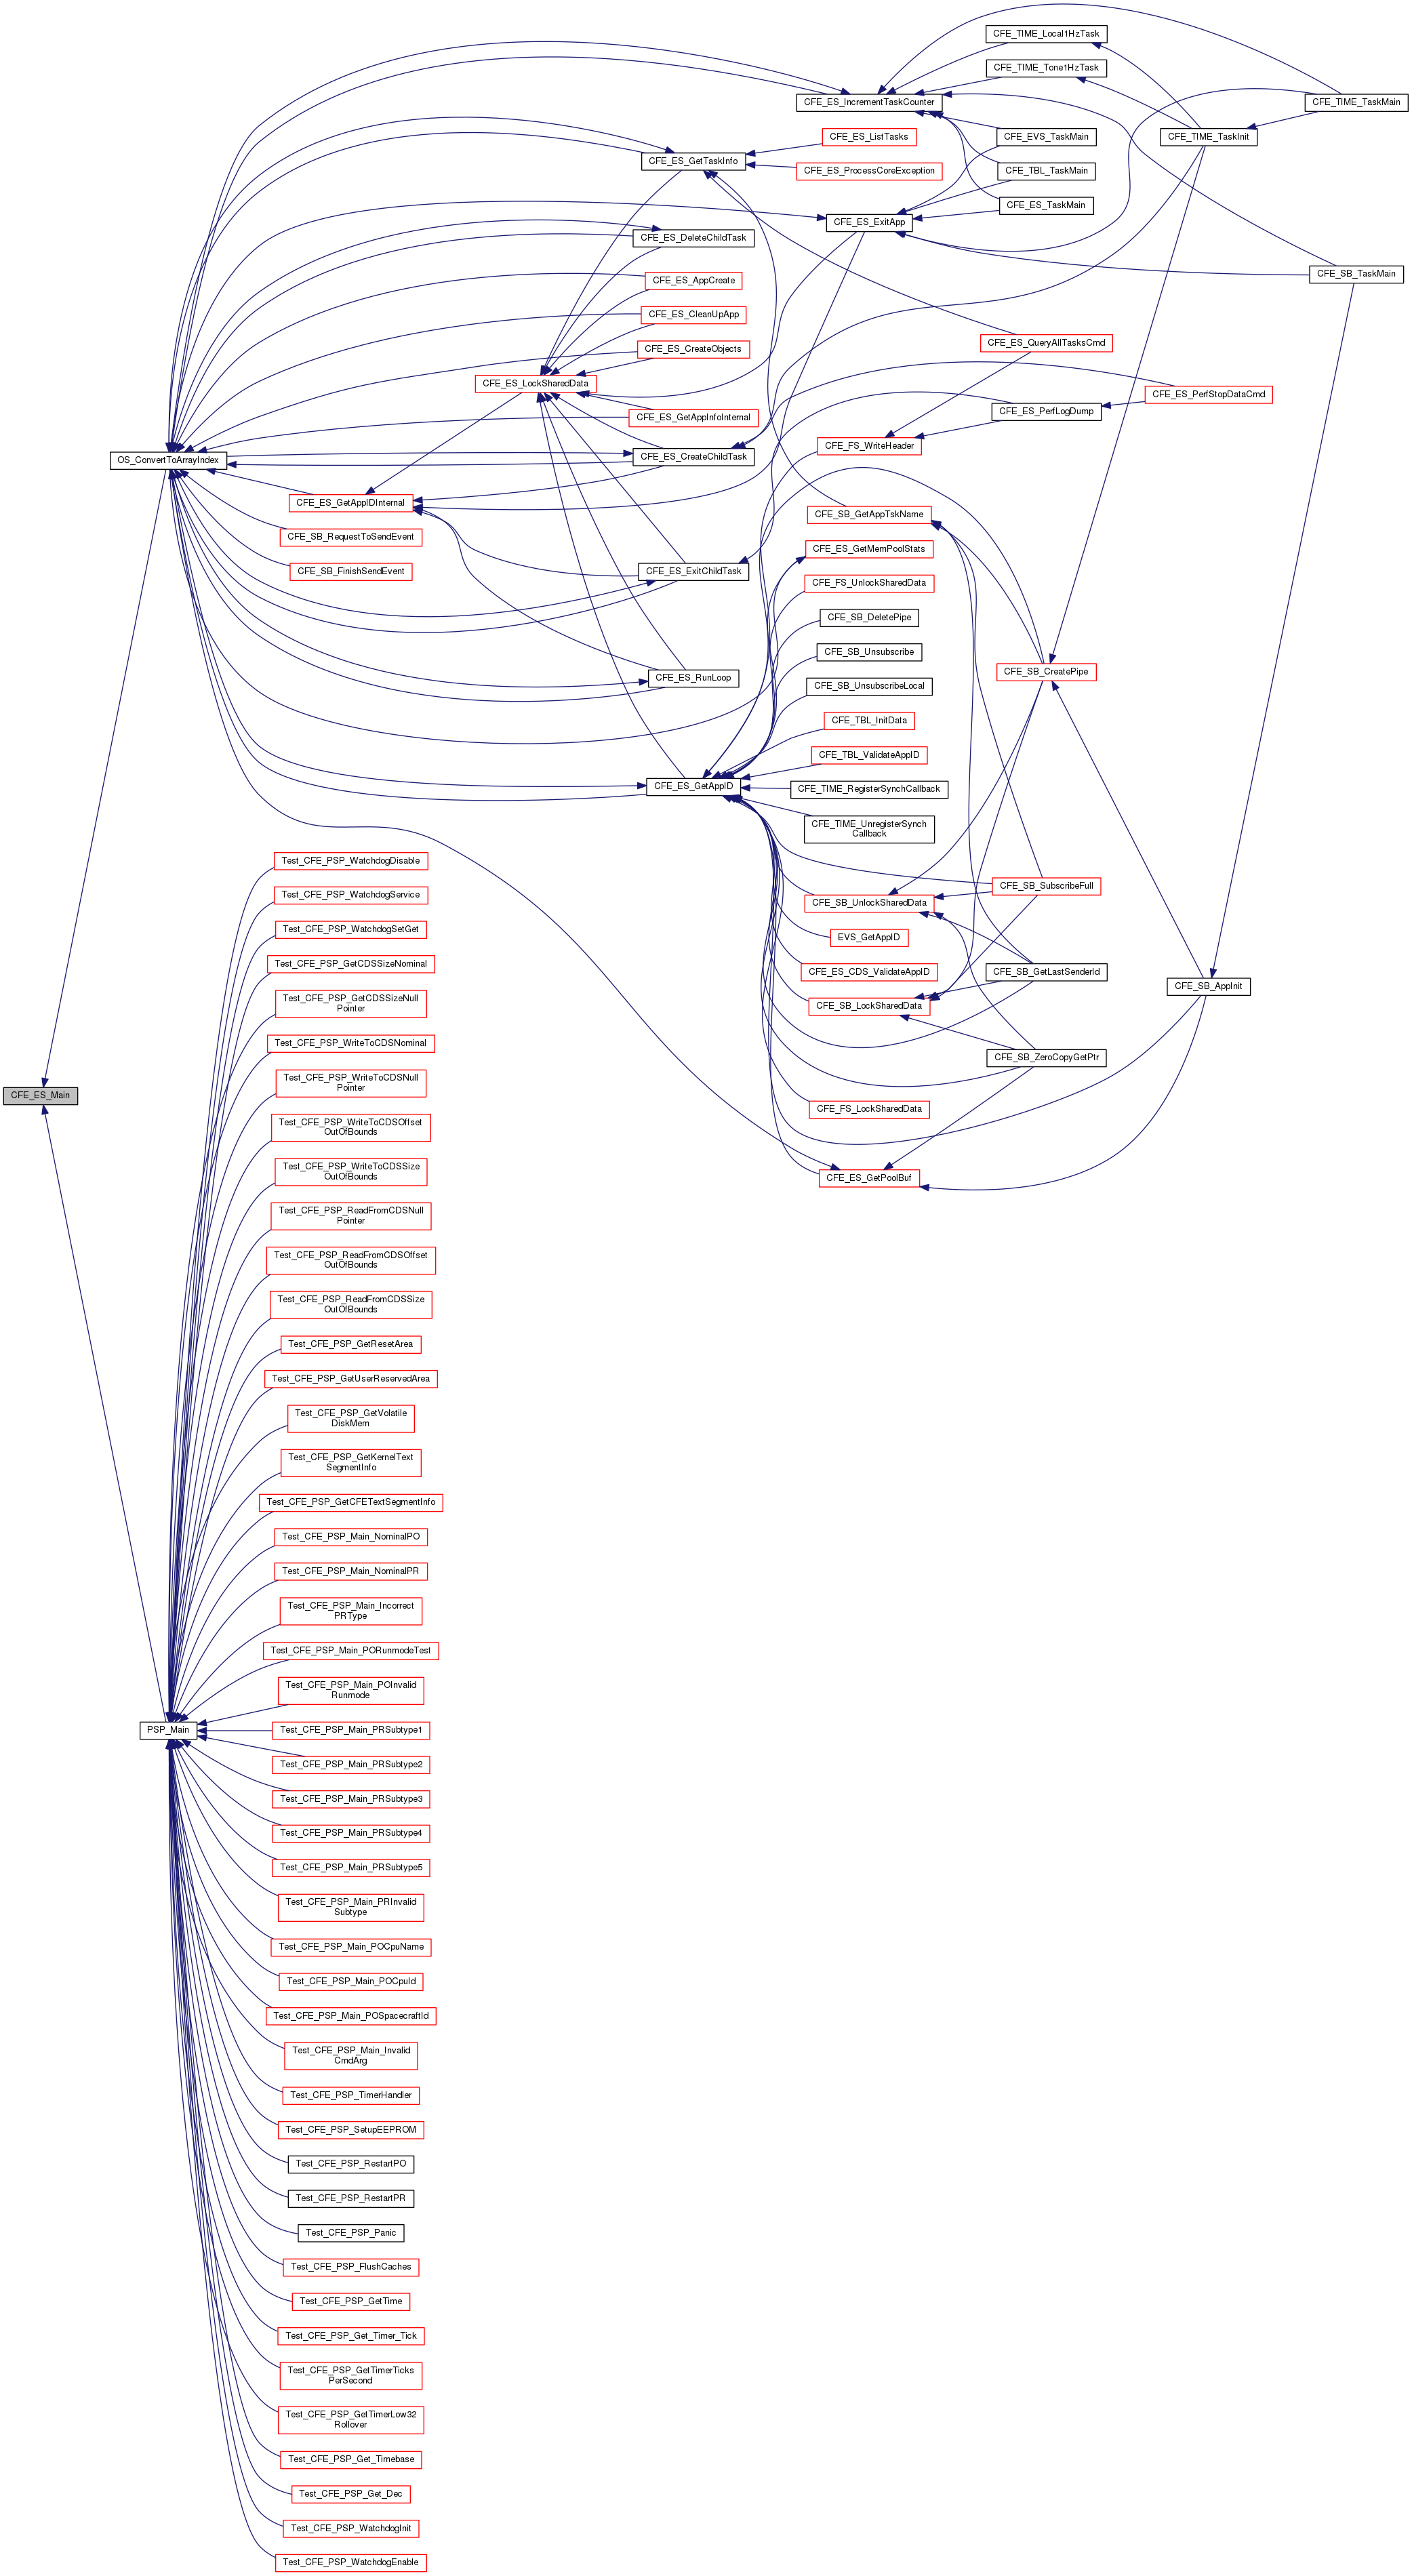 CFE_TIME_Local1HzTask
CFE_TIME_Tone1HzTask
CFE_ES_IncrementTaskCounter
CFE_TIME_TaskMain
CFE_ES_ListTasks
CFE_EVS_TaskMain
CFE_TIME_TaskInit
CFE_ES_GetTaskInfo
CFE_ES_ProcessCoreException
CFE_TBL_TaskMain
CFE_ES_TaskMain
CFE_ES_ExitApp
CFE_ES_DeleteChildTask
CFE_SB_TaskMain
CFE_ES_AppCreate
CFE_ES_CleanUpApp
CFE_ES_QueryAllTasksCmd
CFE_ES_CreateObjects
CFE_ES_LockSharedData
CFE_ES_PerfStopDataCmd
CFE_ES_PerfLogDump
CFE_ES_GetAppInfoInternal
CFE_FS_WriteHeader
CFE_ES_CreateChildTask
OS_ConvertToArrayIndex
CFE_ES_GetAppIDInternal
CFE_SB_GetAppTskName
CFE_SB_RequestToSendEvent
CFE_ES_GetMemPoolStats
CFE_SB_FinishSendEvent
CFE_ES_ExitChildTask
CFE_FS_UnlockSharedData
CFE_SB_DeletePipe
CFE_SB_Unsubscribe
CFE_SB_CreatePipe
CFE_ES_RunLoop
CFE_SB_UnsubscribeLocal
CFE_TBL_InitData
CFE_TBL_ValidateAppID
CFE_ES_GetAppID
CFE_TIME_RegisterSynchCallback
CFE_TIME_UnregisterSynch
Callback
Test_CFE_PSP_WatchdogDisable
CFE_SB_SubscribeFull
Test_CFE_PSP_WatchdogService
CFE_SB_UnlockSharedData
Test_CFE_PSP_WatchdogSetGet
EVS_GetAppID
Test_CFE_PSP_GetCDSSizeNominal
CFE_ES_CDS_ValidateAppID
CFE_SB_GetLastSenderId
CFE_SB_AppInit
Test_CFE_PSP_GetCDSSizeNull
Pointer
CFE_SB_LockSharedData
Test_CFE_PSP_WriteToCDSNominal
CFE_SB_ZeroCopyGetPtr
Test_CFE_PSP_WriteToCDSNull
Pointer
CFE_ES_Main
CFE_FS_LockSharedData
Test_CFE_PSP_WriteToCDSOffset
OutOfBounds
Test_CFE_PSP_WriteToCDSSize
OutOfBounds
CFE_ES_GetPoolBuf
Test_CFE_PSP_ReadFromCDSNull
Pointer
Test_CFE_PSP_ReadFromCDSOffset
OutOfBounds
Test_CFE_PSP_ReadFromCDSSize
OutOfBounds
Test_CFE_PSP_GetResetArea
Test_CFE_PSP_GetUserReservedArea
Test_CFE_PSP_GetVolatile
DiskMem
Test_CFE_PSP_GetKernelText
SegmentInfo
Test_CFE_PSP_GetCFETextSegmentInfo
Test_CFE_PSP_Main_NominalPO
Test_CFE_PSP_Main_NominalPR
Test_CFE_PSP_Main_Incorrect
PRType
Test_CFE_PSP_Main_PORunmodeTest
Test_CFE_PSP_Main_POInvalid
Runmode
PSP_Main
Test_CFE_PSP_Main_PRSubtype1
Test_CFE_PSP_Main_PRSubtype2
Test_CFE_PSP_Main_PRSubtype3
Test_CFE_PSP_Main_PRSubtype4
Test_CFE_PSP_Main_PRSubtype5
Test_CFE_PSP_Main_PRInvalid
Subtype
Test_CFE_PSP_Main_POCpuName
Test_CFE_PSP_Main_POCpuId
Test_CFE_PSP_Main_POSpacecraftId
Test_CFE_PSP_Main_Invalid
CmdArg
Test_CFE_PSP_TimerHandler
Test_CFE_PSP_SetupEEPROM
Test_CFE_PSP_RestartPO
Test_CFE_PSP_RestartPR
Test_CFE_PSP_Panic
Test_CFE_PSP_FlushCaches
Test_CFE_PSP_GetTime
Test_CFE_PSP_Get_Timer_Tick
Test_CFE_PSP_GetTimerTicks
PerSecond
Test_CFE_PSP_GetTimerLow32
Rollover
Test_CFE_PSP_Get_Timebase
Test_CFE_PSP_Get_Dec
Test_CFE_PSP_WatchdogInit
Test_CFE_PSP_WatchdogEnable